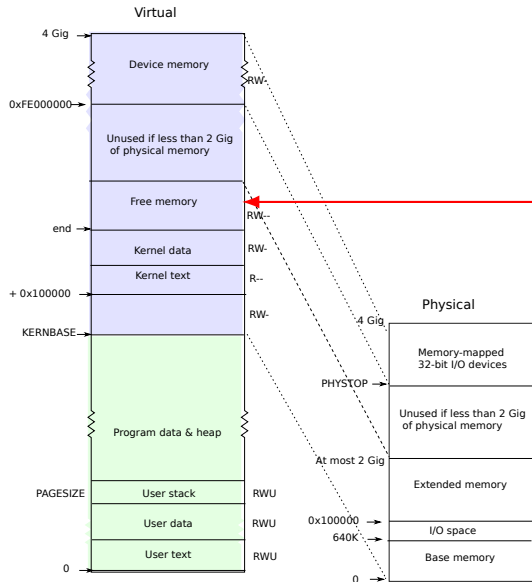 Virtual
4 Gig
Device memory
RW-
0xFE000000
Unused if less than 2 Gig
of physical memory
Free memory
RW--
end
Kernel data
RW-
Kernel text
R--
+ 0x100000
RW-
KERNBASE
Program data & heap
PAGESIZE
User stack
RWU
User data
RWU
User text
RWU
0
Physical
4 Gig
Memory-mapped
32-bit I/O devices
PHYSTOP
Unused if less than 2 Gig
of physical memory
At most 2 Gig
Extended memory
0x100000
I/O space
640K
Base memory
0